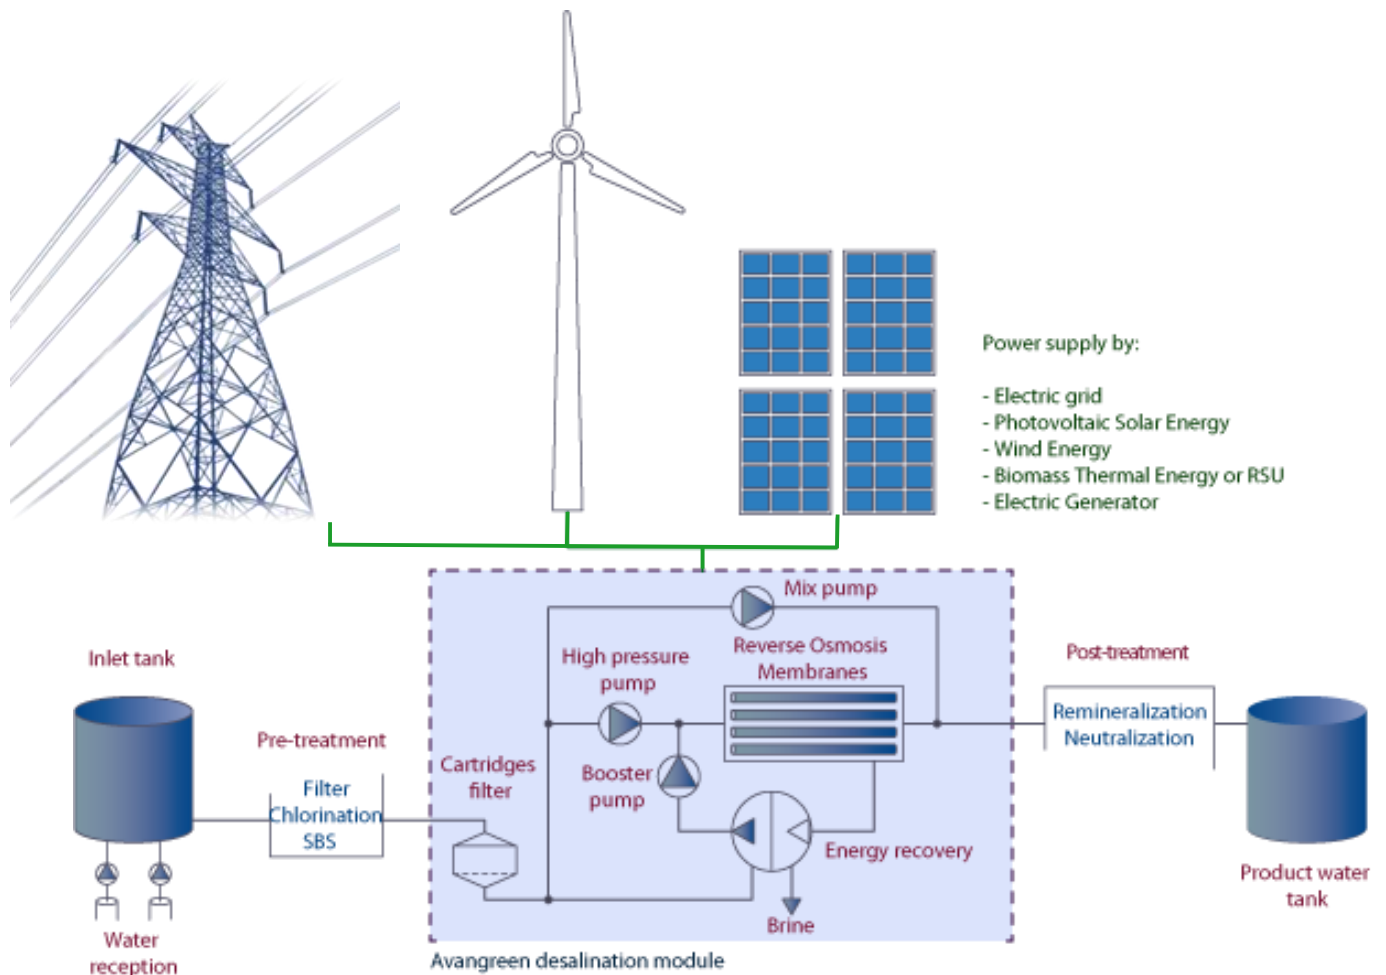 Power supply by:
- Electric grid
- Photovoltaic Solar Energy
- Wind Energy
- Biomass Thermal Energy or RSU
- Electric Generator
Inlet tank
Water
reception
Pre-treatment
Filter
Chlorination
SBS
Cartridges
filter
High pressure
pump
Booster
pump
Mix pump
Reverse Osmosis
Membranes
Energy recovery
Brine
Avangreen desalination module
Post-treatment
Remineralization
Neutralization
Product water
tank